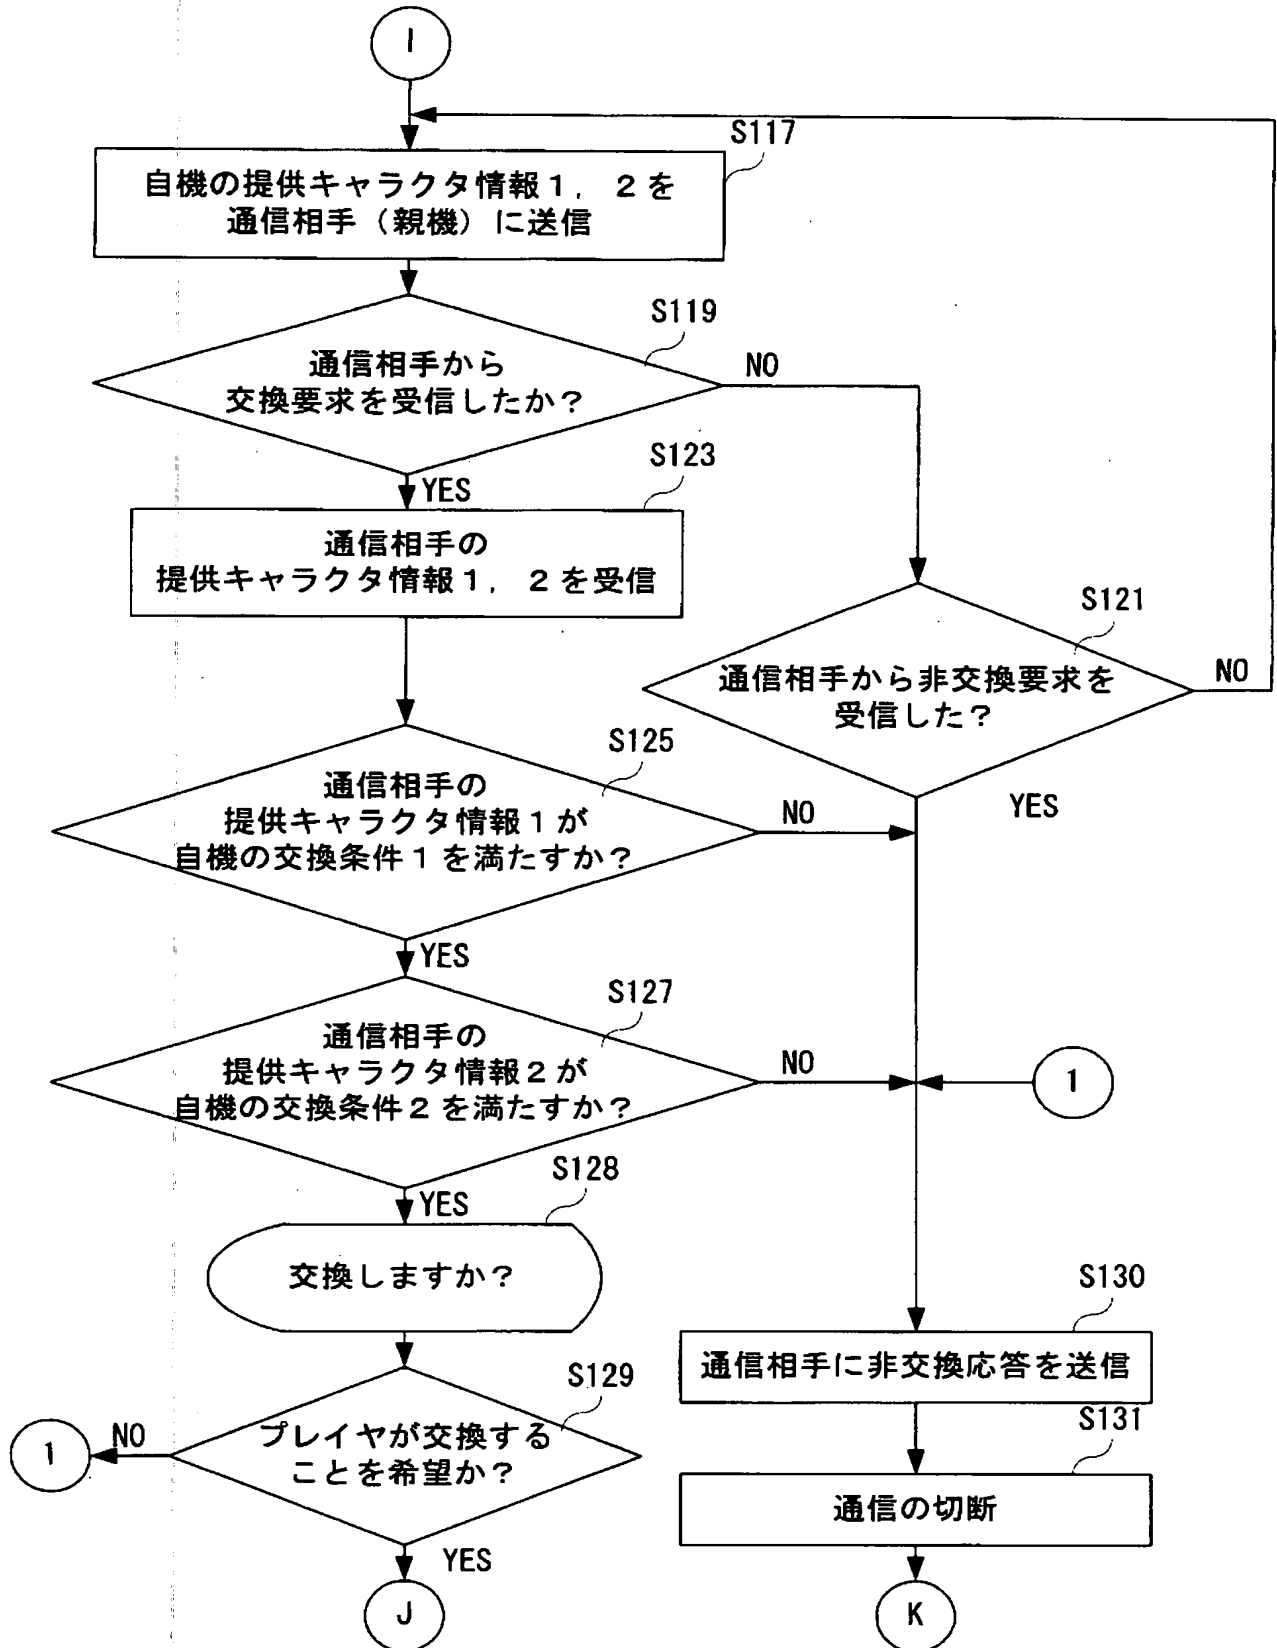 I
S117
自機の提供キャラクタ情報1, 2を
通信相手（親機）に送信
S119
通信相手から
交換要求を受信したか？
NO
YES
S123
通信相手の
提供キャラクタ情報1, 2を受信
S121
通信相手から非交換要求を
受信した？
NO
YES
S125
通信相手の
提供キャラクタ情報1が
自機の交換条件1を満たすか？
NO
YES
S127
通信相手の
提供キャラクタ情報2が
自機の交換条件2を満たすか？
NO
1
YES
S128
交換しますか？
S129
プレイヤが交換する
ことを希望か？
NO
1
YES
J
S130
通信相手に非交換応答を送信
S131
通信の切断
K